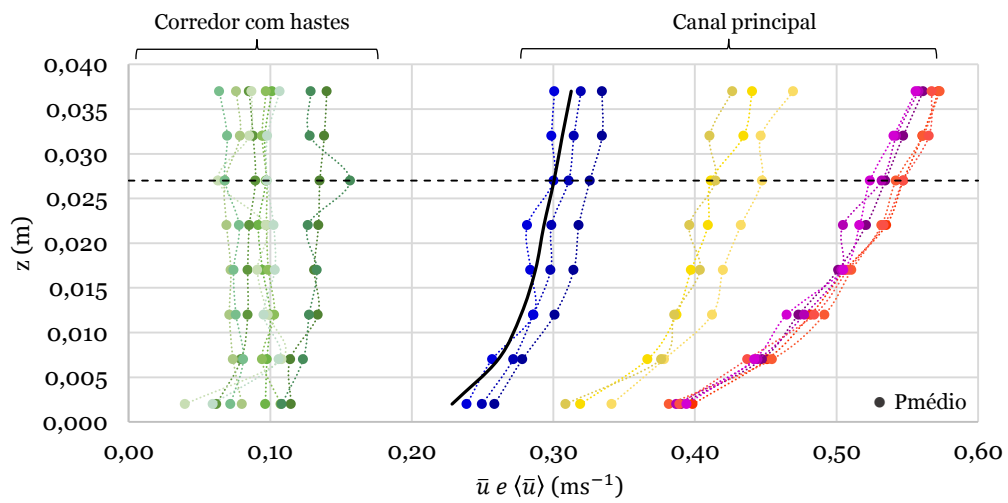 Corredor com hastes
Canal principal
0,040
0,035
0,030
0,025
0,020
0,015
0,010
0,005
0,000
z (m)
Pmédio
0,00 0,10 0,20 0,30 0,40 0,50 0,60
ū e ⟨ū⟩ (ms⁻¹)